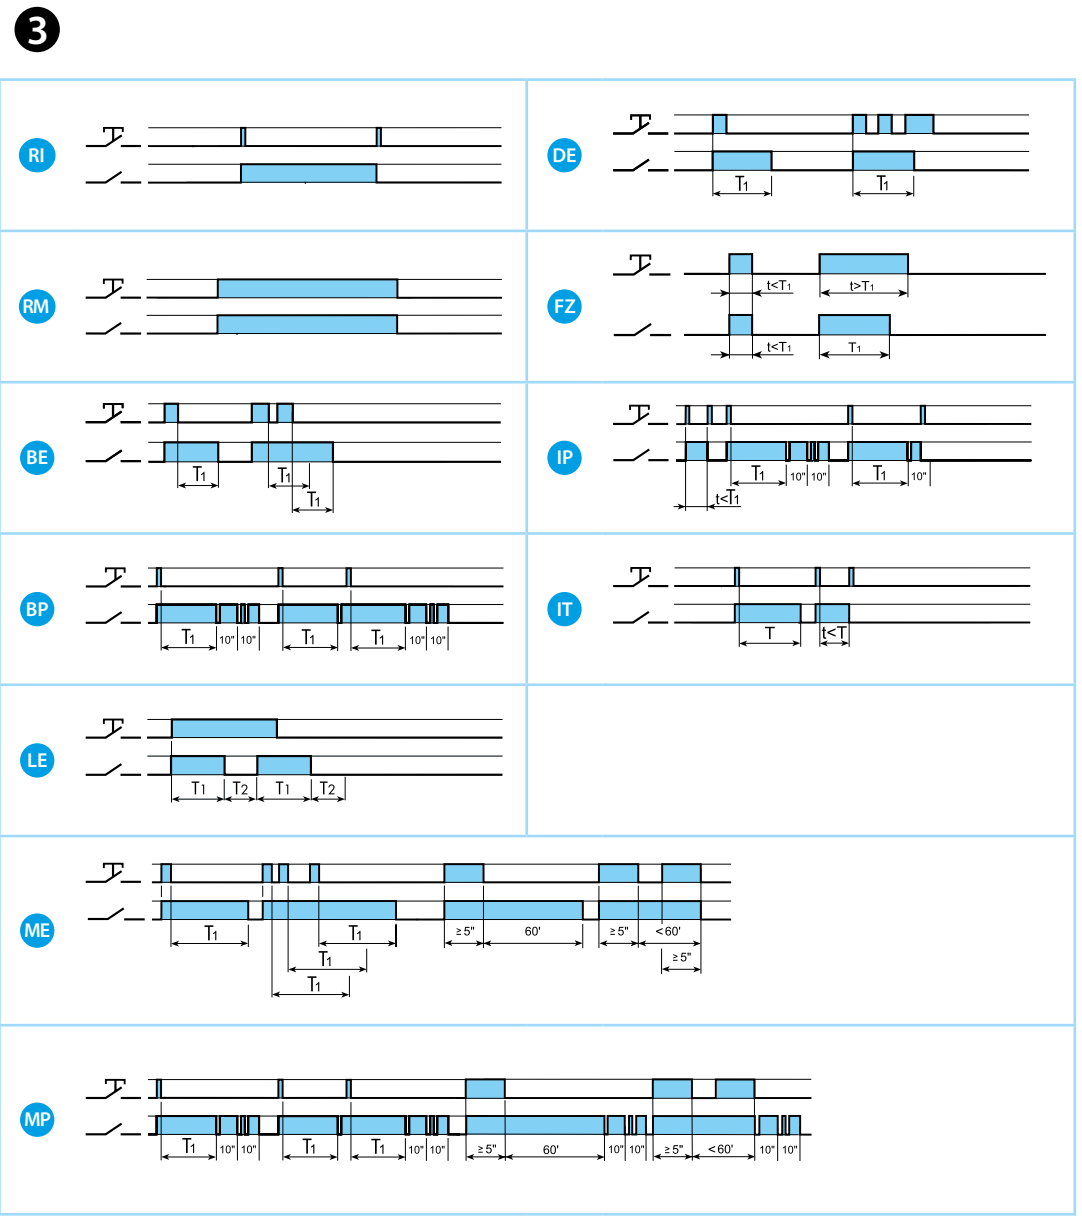 3
RI
DE
T1 T1
RM
FZ
t<T1 t>T1
t<T1 T1
BE
T1 T1
T1
IP
T1 10" 10" T1 10"
t<T1
BP
T1 10" 10" T1 T1 10" 10"
IT
T t<T
LE
T1 T2 T1 T2
ME
T1 T1 ≥5" 60' ≥5" <60'
T1 ≥5"
T1
MP
T1 10" 10" T1 T1 10" 10" ≥5" 60' 10" 10" ≥5" <60' 10" 10"